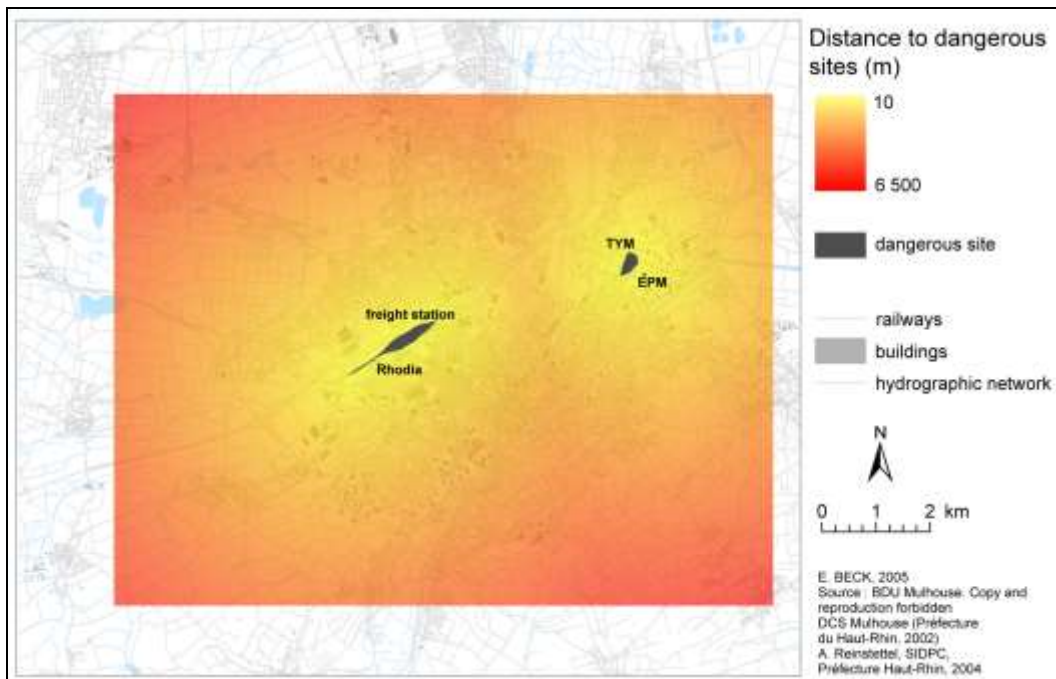 Distance to dangerous
sites (m)
10
6 500
dangerous site
railways
buildings
hydrographic network
N
0 1 2 km
TYM
ÉPM
freight station
Rhodia
E. BECK, 2005
Source : BDU Mulhouse. Copy and
reproduction forbidden
DCS Mulhouse (Préfecture
du Haut-Rhin, 2002)
A. Reinstettel, SIDPC,
Préfecture Haut-Rhin, 2004